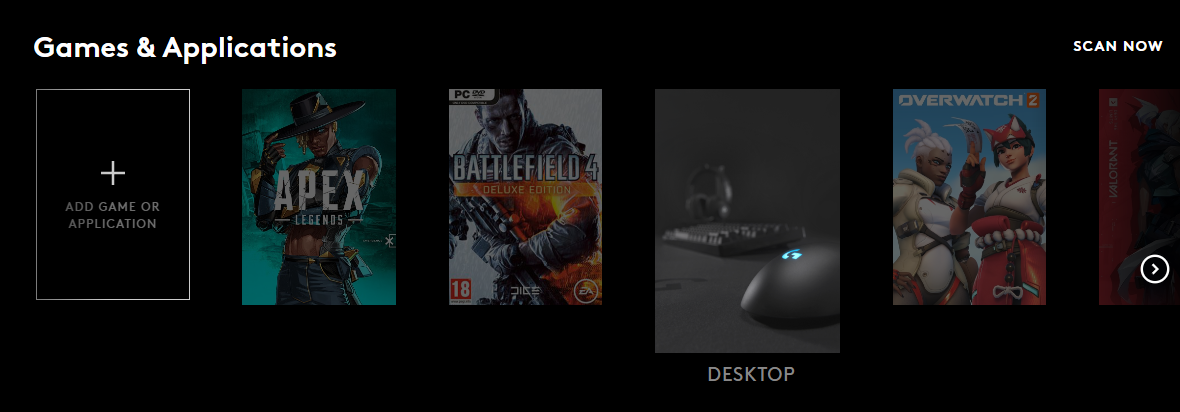 Games & Applications
SCAN NOW
ADD GAME OR
APPLICATION
APEX
LEGENDS
PC DVD
BATTLEFIELD 4
DELUXE EDITION
18
DICE
EA
DESKTOP
OVERWATCH 2
VALORANT